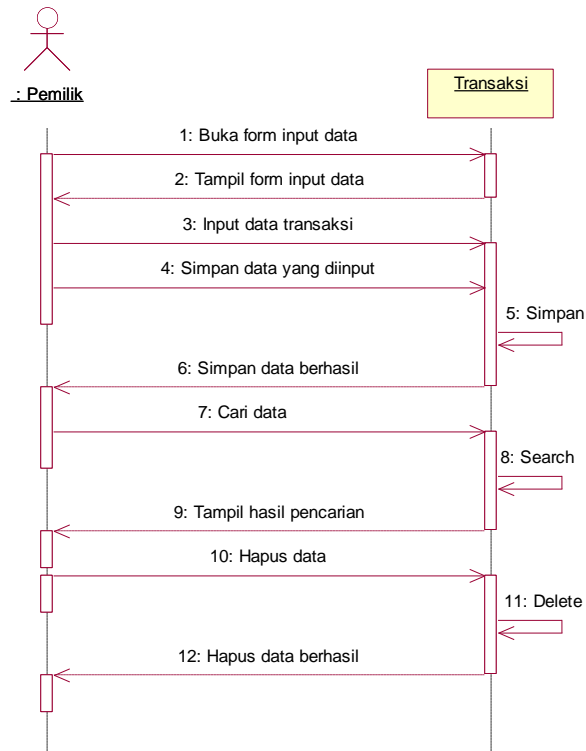 : Pemilik
Transaksi
1: Buka form input data
2: Tampil form input data
3: Input data transaksi
4: Simpan data yang diinput
5: Simpan
6: Simpan data berhasil
7: Cari data
8: Search
9: Tampil hasil pencarian
10: Hapus data
11: Delete
12: Hapus data berhasil